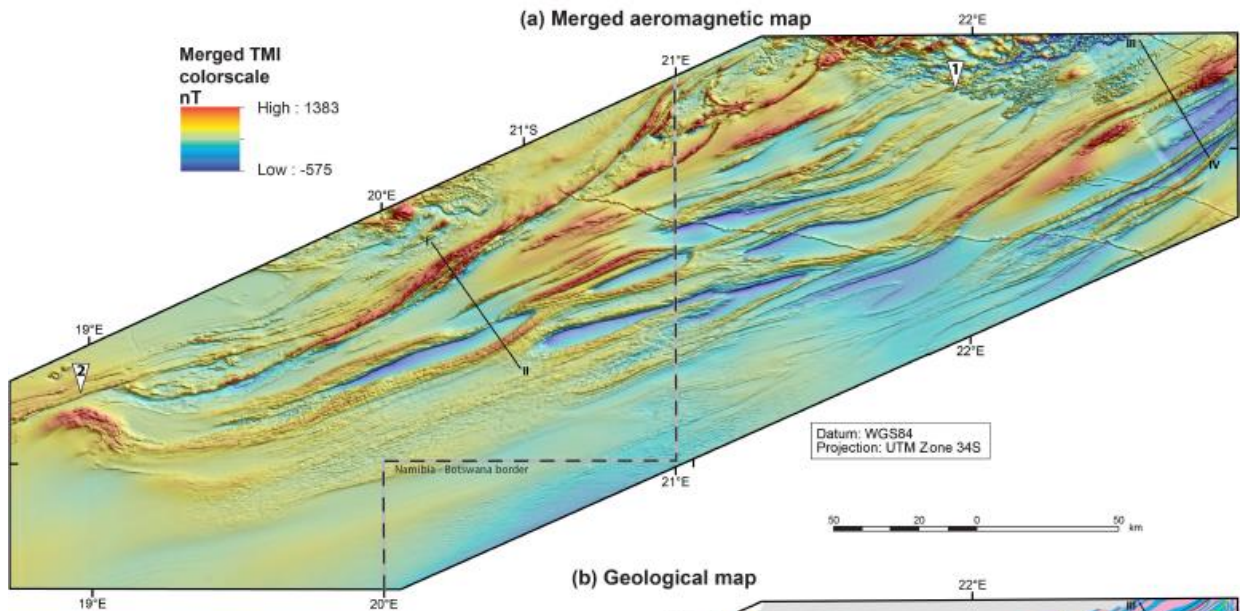 (a) Merged aeromagnetic map
Merged TMI
colorscale
nT
High : 1383
Low : -575
22°E
III
1
21°E
21°S
20°E
I
IV
19°E
2
II
22°E
Datum: WGS84
Projection: UTM Zone 34S
Namibia - Botswana border
21°E
50 20 0 50
km
(b) Geological map
19°E
20°E
22°E
III